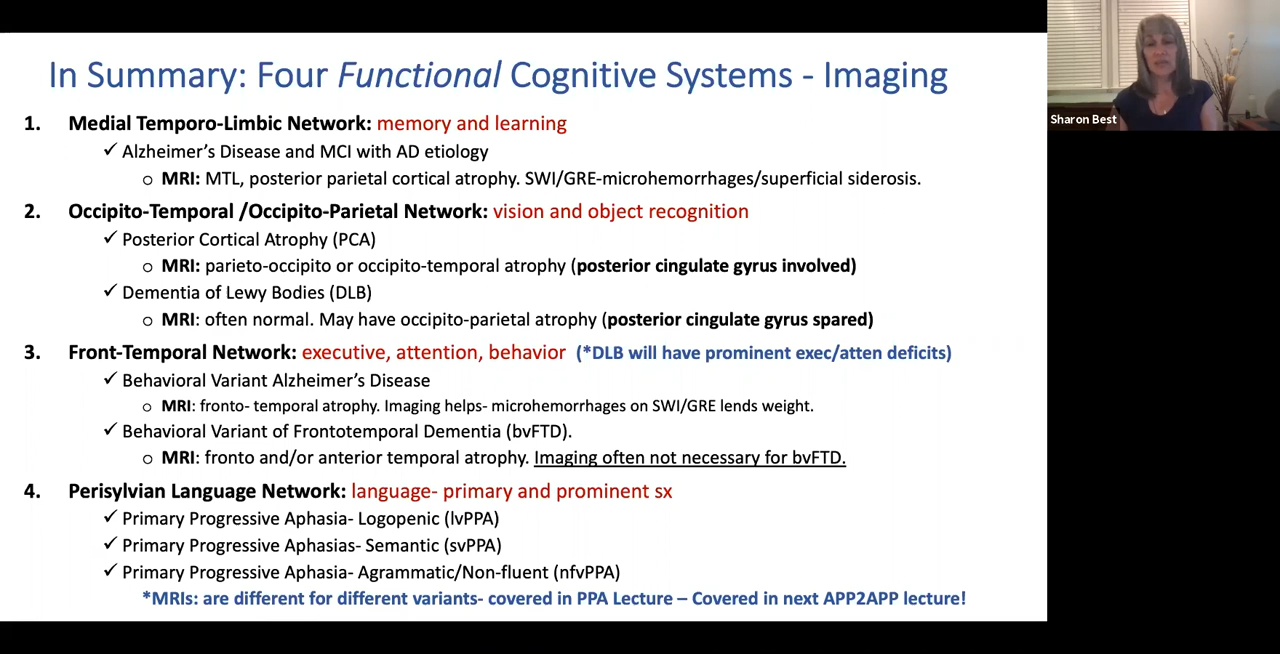 In Summary: Four Functional Cognitive Systems - Imaging
Sharon Best
1. Medial Temporo-Limbic Network: memory and learning
✓ Alzheimer's Disease and MCI with AD etiology
o MRI: MTL, posterior parietal cortical atrophy. SWI/GRE-microhemorrhages/superficial siderosis.
2. Occipito-Temporal /Occipito-Parietal Network: vision and object recognition
✓ Posterior Cortical Atrophy (PCA)
o MRI: parieto-occipito or occipito-temporal atrophy (posterior cingulate gyrus involved)
✓ Dementia of Lewy Bodies (DLB)
o MRI: often normal. May have occipito-parietal atrophy (posterior cingulate gyrus spared)
3. Front-Temporal Network: executive, attention, behavior (*DLB will have prominent exec/atten deficits)
✓ Behavioral Variant Alzheimer's Disease
o MRI: fronto- temporal atrophy. Imaging helps- microhemorrhages on SWI/GRE lends weight.
✓ Behavioral Variant of Frontotemporal Dementia (bvFTD).
o MRI: fronto and/or anterior temporal atrophy. Imaging often not necessary for bvFTD.
4. Perisylvian Language Network: language- primary and prominent sx
✓ Primary Progressive Aphasia- Logopenic (lvPPA)
✓ Primary Progressive Aphasias- Semantic (svPPA)
✓ Primary Progressive Aphasia- Agrammatic/Non-fluent (nfvPPA)
*MRIs: are different for different variants- covered in PPA Lecture – Covered in next APP2APP lecture!